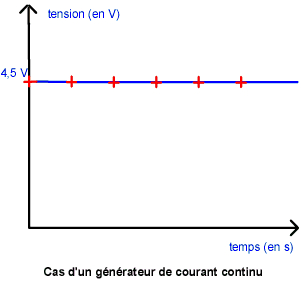 tension (en V)
4,5 V
temps (en s)
Cas d'un générateur de courant continu